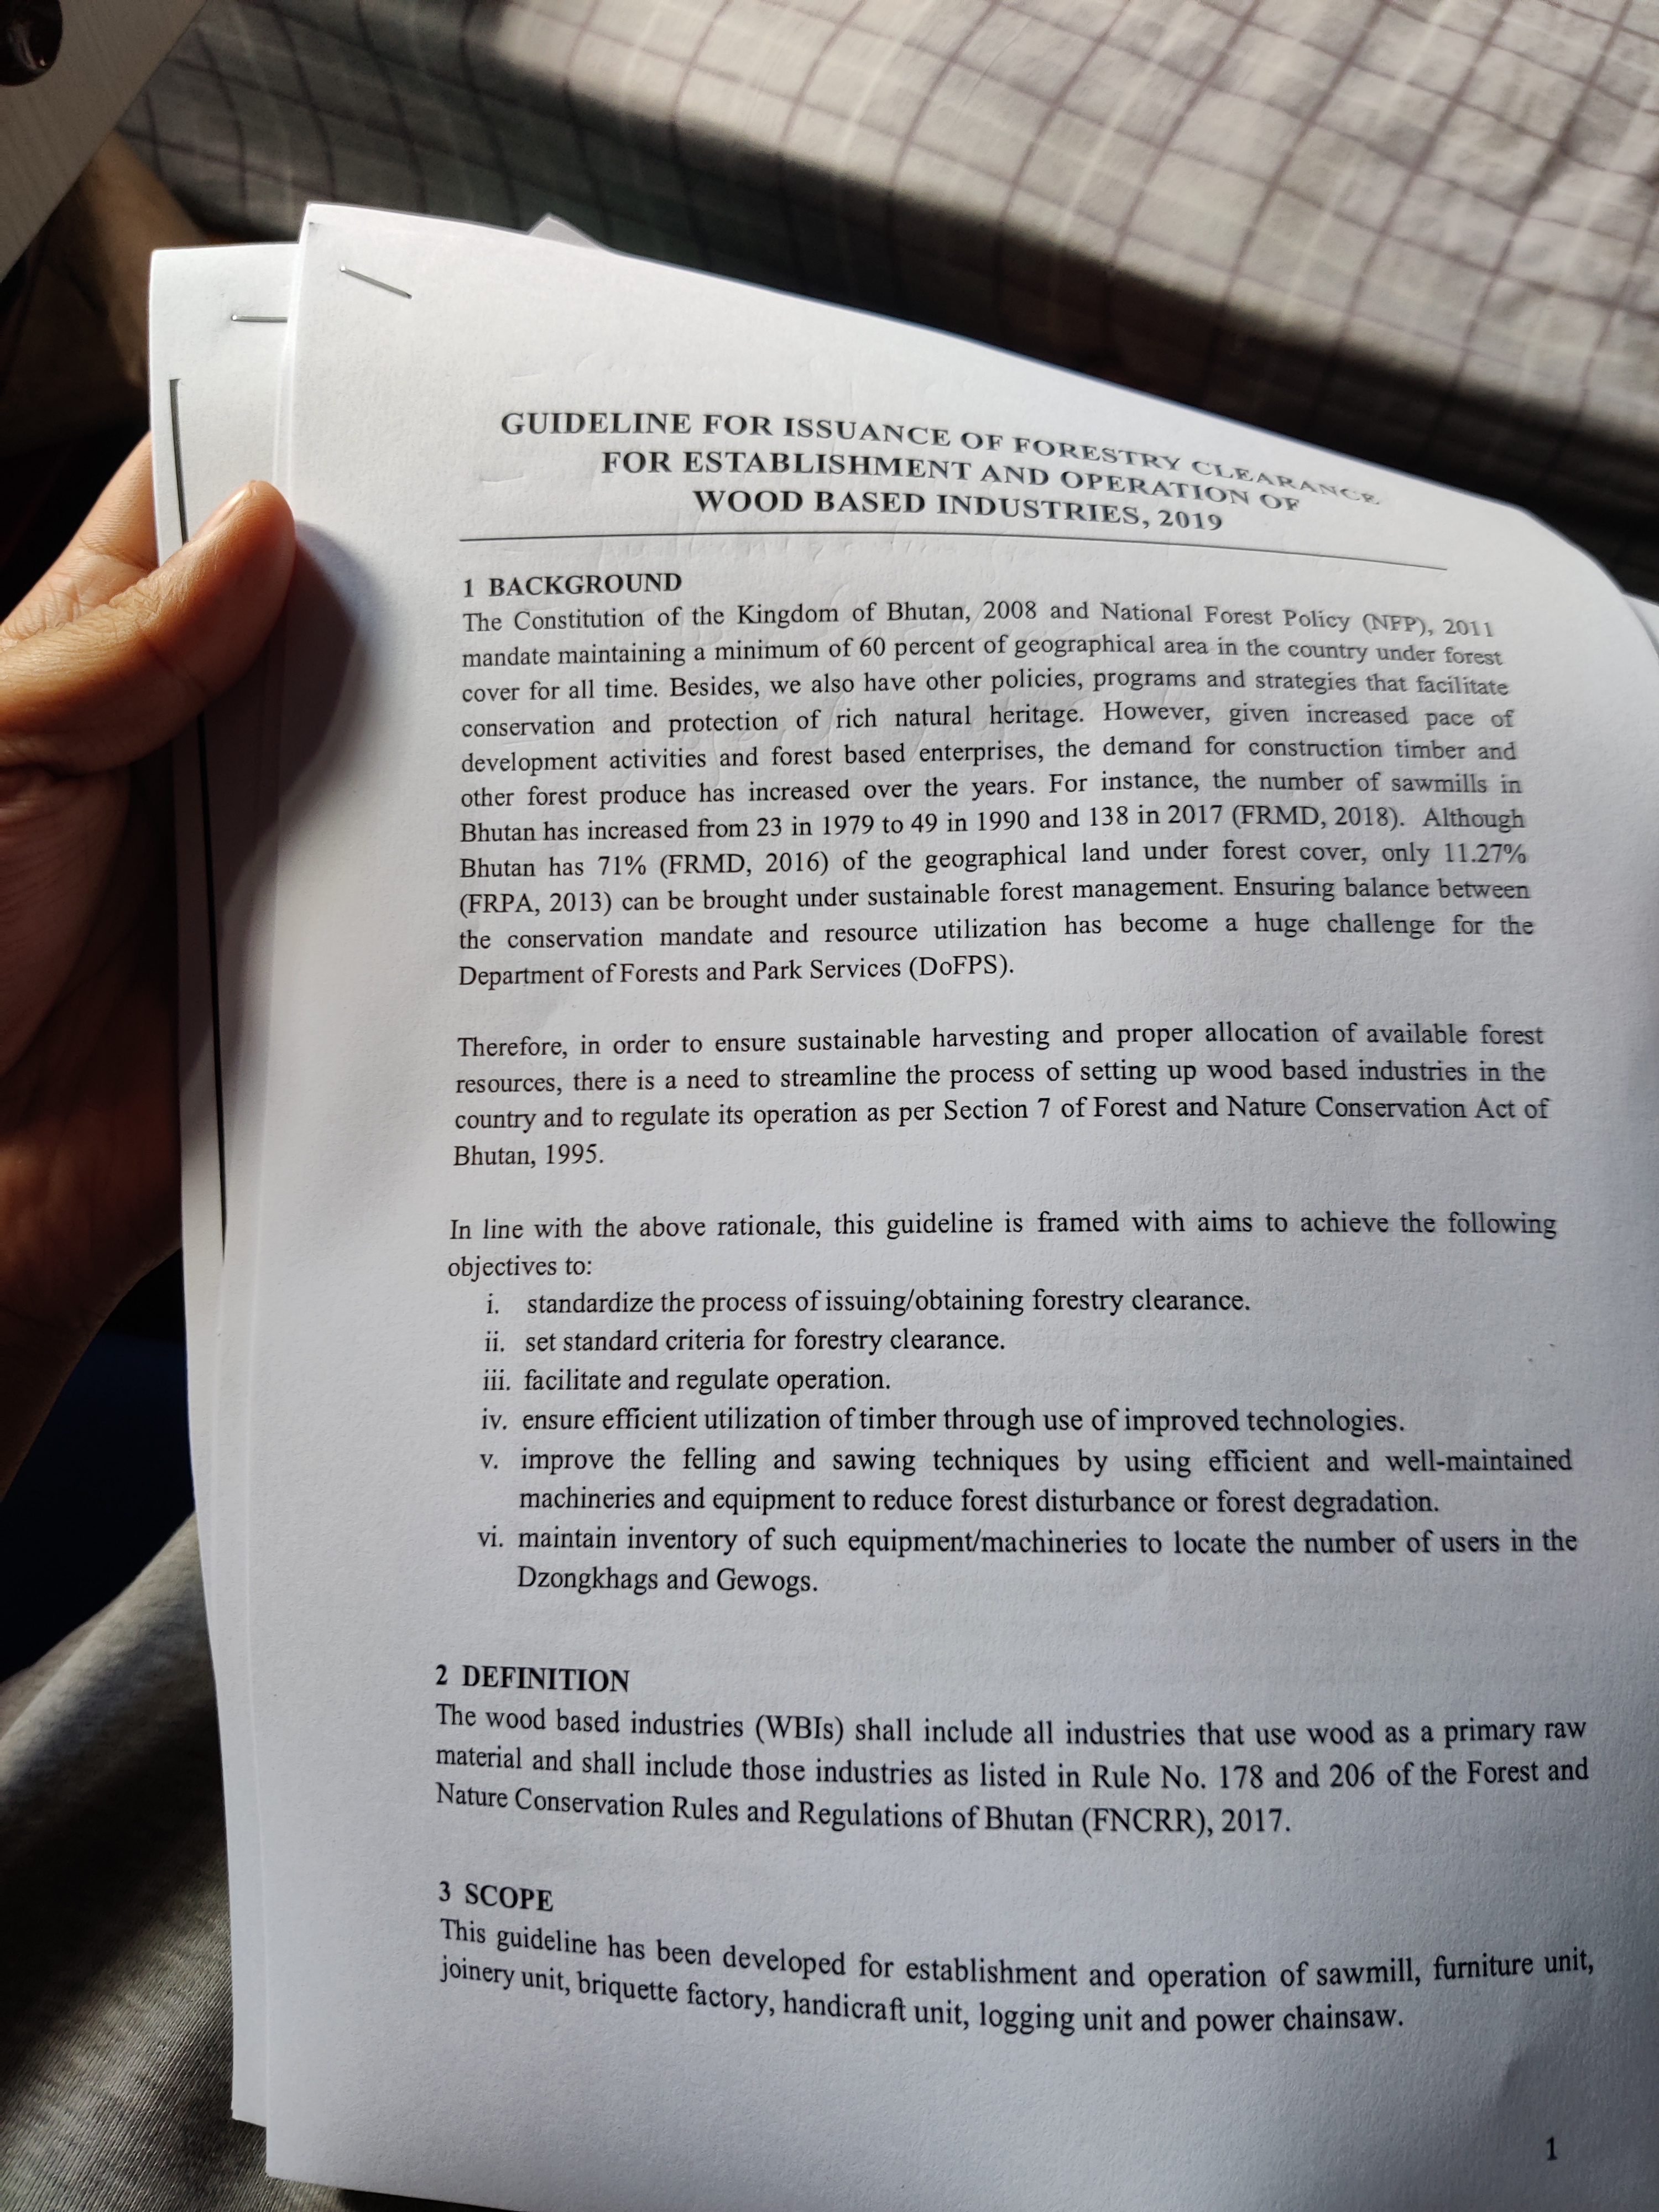 GUIDELINE FOR ISSUANCE OF FORESTRY CLEARANCE
FOR ESTABLISHMENT AND OPERATION OF
WOOD BASED INDUSTRIES, 2019
1 BACKGROUND
The Constitution of the Kingdom of Bhutan, 2008 and National Forest Policy (NFP), 2011
mandate maintaining a minimum of 60 percent of geographical area in the country under forest
cover for all time. Besides, we also have other policies, programs and strategies that facilitate
conservation and protection of rich natural heritage. However, given increased pace of
development activities and forest based enterprises, the demand for construction timber and
other forest produce has increased over the years. For instance, the number of sawmills in
Bhutan has increased from 23 in 1979 to 49 in 1990 and 138 in 2017 (FRMD, 2018). Although
Bhutan has 71% (FRMD, 2016) of the geographical land under forest cover, only 11.27%
(FRPA, 2013) can be brought under sustainable forest management. Ensuring balance between
the conservation mandate and resource utilization has become a huge challenge for the
Department of Forests and Park Services (DoFPS).
Therefore, in order to ensure sustainable harvesting and proper allocation of available forest
resources, there is a need to streamline the process of setting up wood based industries in the
country and to regulate its operation as per Section 7 of Forest and Nature Conservation Act of
Bhutan, 1995.
In line with the above rationale, this guideline is framed with aims to achieve the following
objectives to:
i. standardize the process of issuing/obtaining forestry clearance.
ii. set standard criteria for forestry clearance.
iii. facilitate and regulate operation.
iv. ensure efficient utilization of timber through use of improved technologies.
v. improve the felling and sawing techniques by using efficient and well-maintained
machineries and equipment to reduce forest disturbance or forest degradation.
vi. maintain inventory of such equipment/machineries to locate the number of users in the
Dzongkhags and Gewogs.
2 DEFINITION
The wood based industries (WBIs) shall include all industries that use wood as a primary raw
material and shall include those industries as listed in Rule No. 178 and 206 of the Forest and
Nature Conservation Rules and Regulations of Bhutan (FNCRR), 2017.
3 SCOPE
This guideline has been developed for establishment and operation of sawmill, furniture unit,
joinery unit, briquette factory, handicraft unit, logging unit and power chainsaw.
1